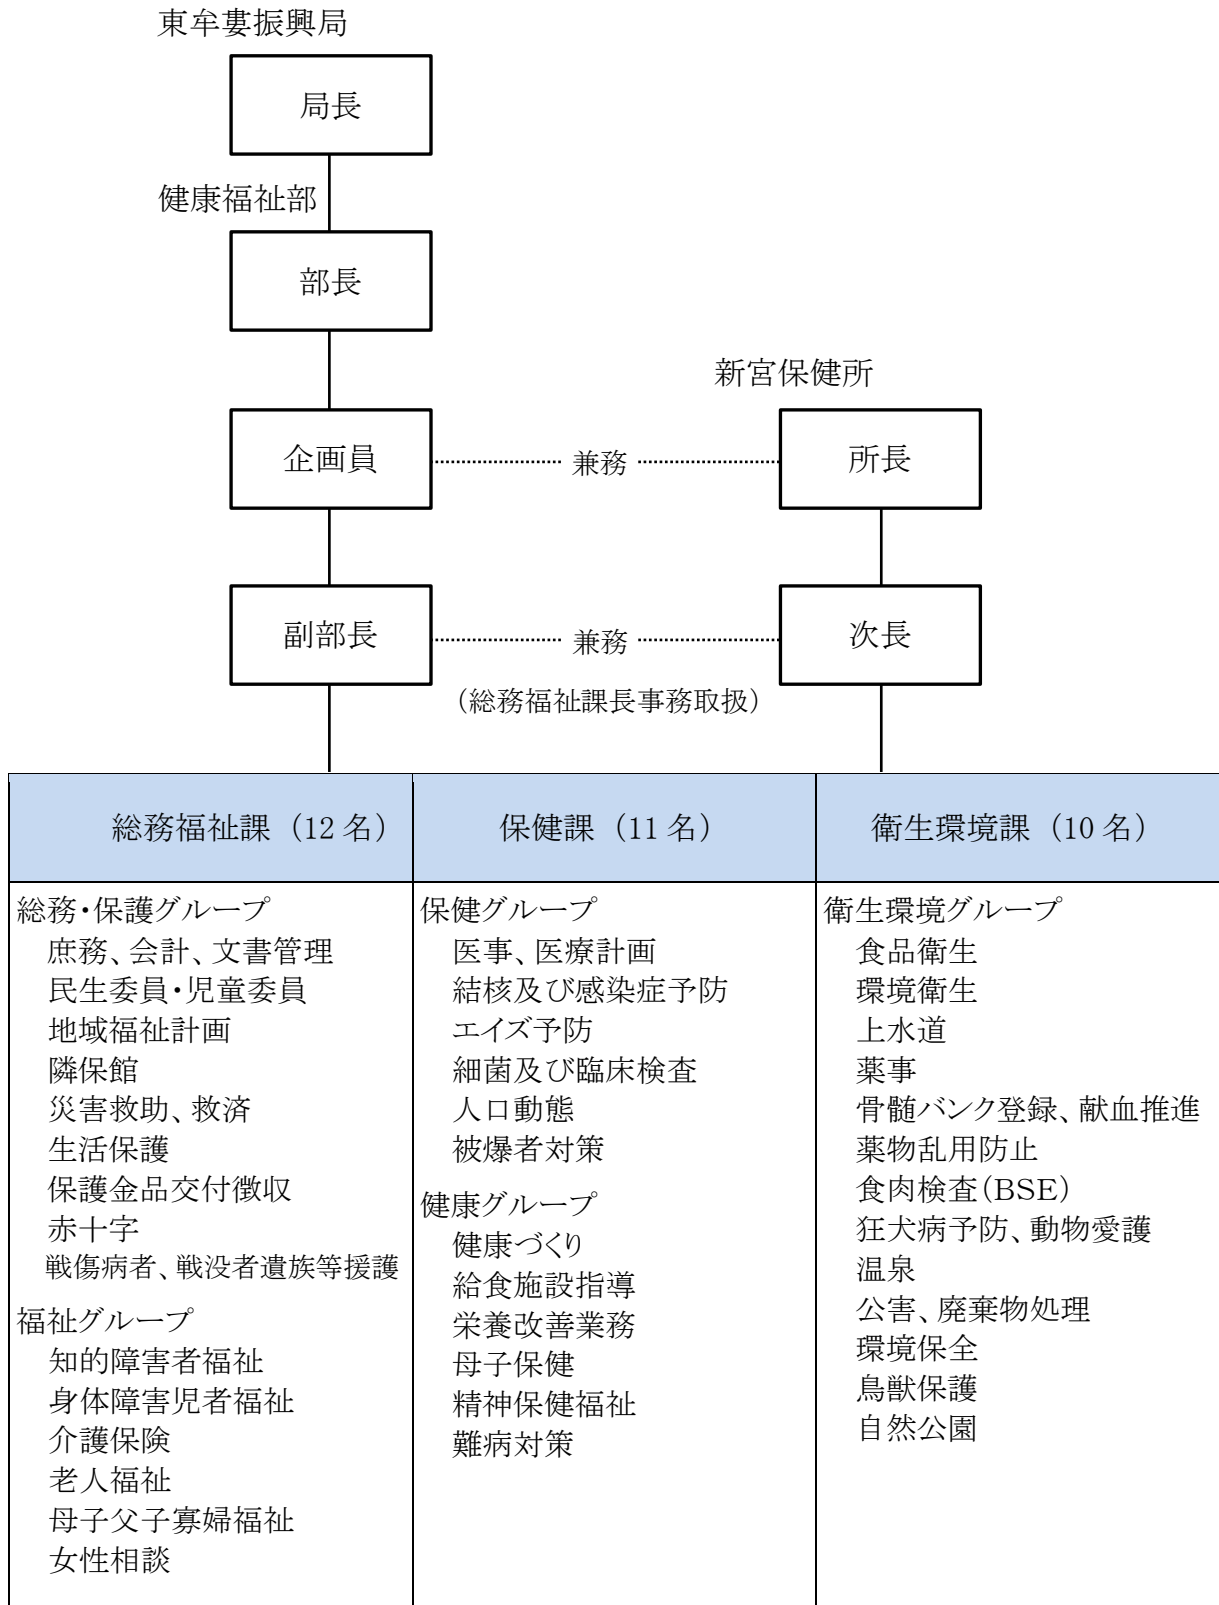 東牟婁振興局
局長
健康福祉部
部長
新宮保健所
企画員
兼務
所長
副部長
兼務
次長
（総務福祉課長事務取扱）
総務福祉課（12名）
保健課（11名）
衛生環境課（10名）
総務・保護グループ
庶務、会計、文書管理
民生委員・児童委員
地域福祉計画
隣保館
災害救助、救済
生活保護
保護金品交付徴収
赤十字
戦傷病者、戦没者遺族等援護
福祉グループ
知的障害者福祉
身体障害児者福祉
介護保険
老人福祉
母子父子寡婦福祉
女性相談
保健グループ
医事、医療計画
結核及び感染症予防
エイズ予防
細菌及び臨床検査
人口動態
被爆者対策
健康グループ
健康づくり
給食施設指導
栄養改善業務
母子保健
精神保健福祉
難病対策
衛生環境グループ
食品衛生
環境衛生
上水道
薬事
骨髄バンク登録、献血推進
薬物乱用防止
食肉検査（BSE）
狂犬病予防、動物愛護
温泉
公害、廃棄物処理
環境保全
鳥獣保護
自然公園